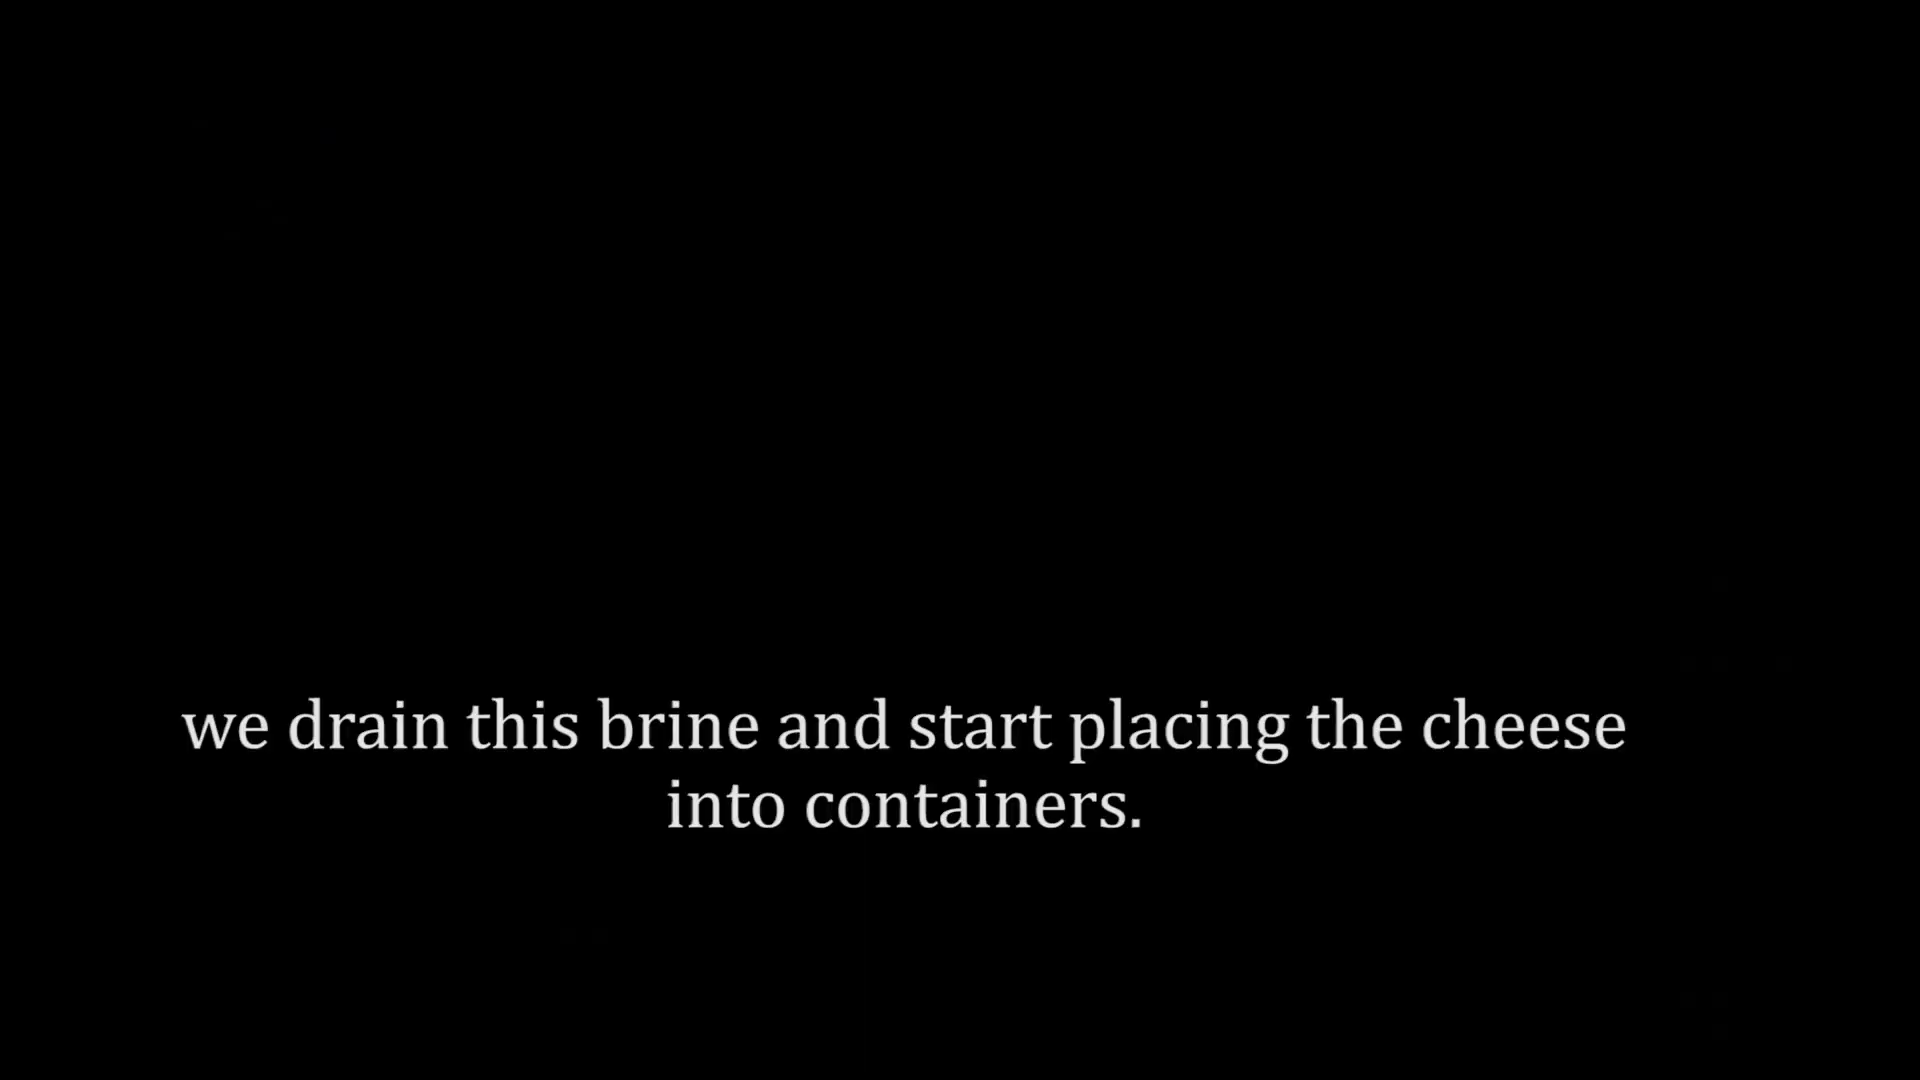 we drain this brine and start placing the cheese
into containers.